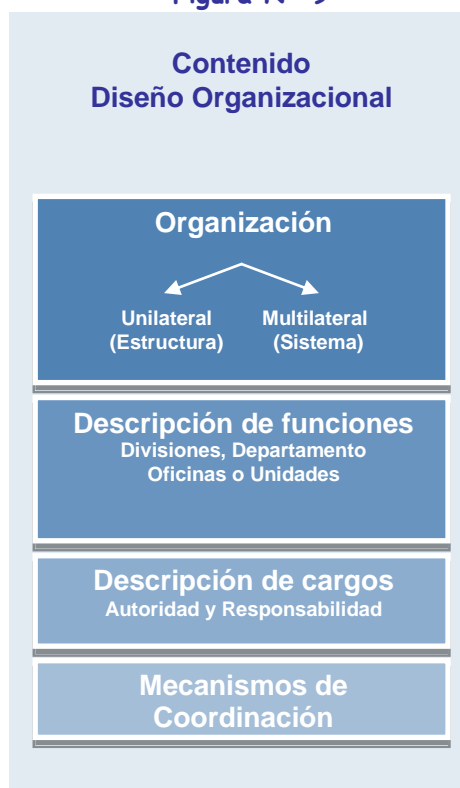 Contenido
Diseño Organizacional
Organización
Unilateral Multilateral
(Estructura) (Sistema)
Descripción de funciones
Divisiones, Departamento
Oficinas o Unidades
Descripción de cargos
Autoridad y Responsabilidad
Mecanismos de
Coordinación